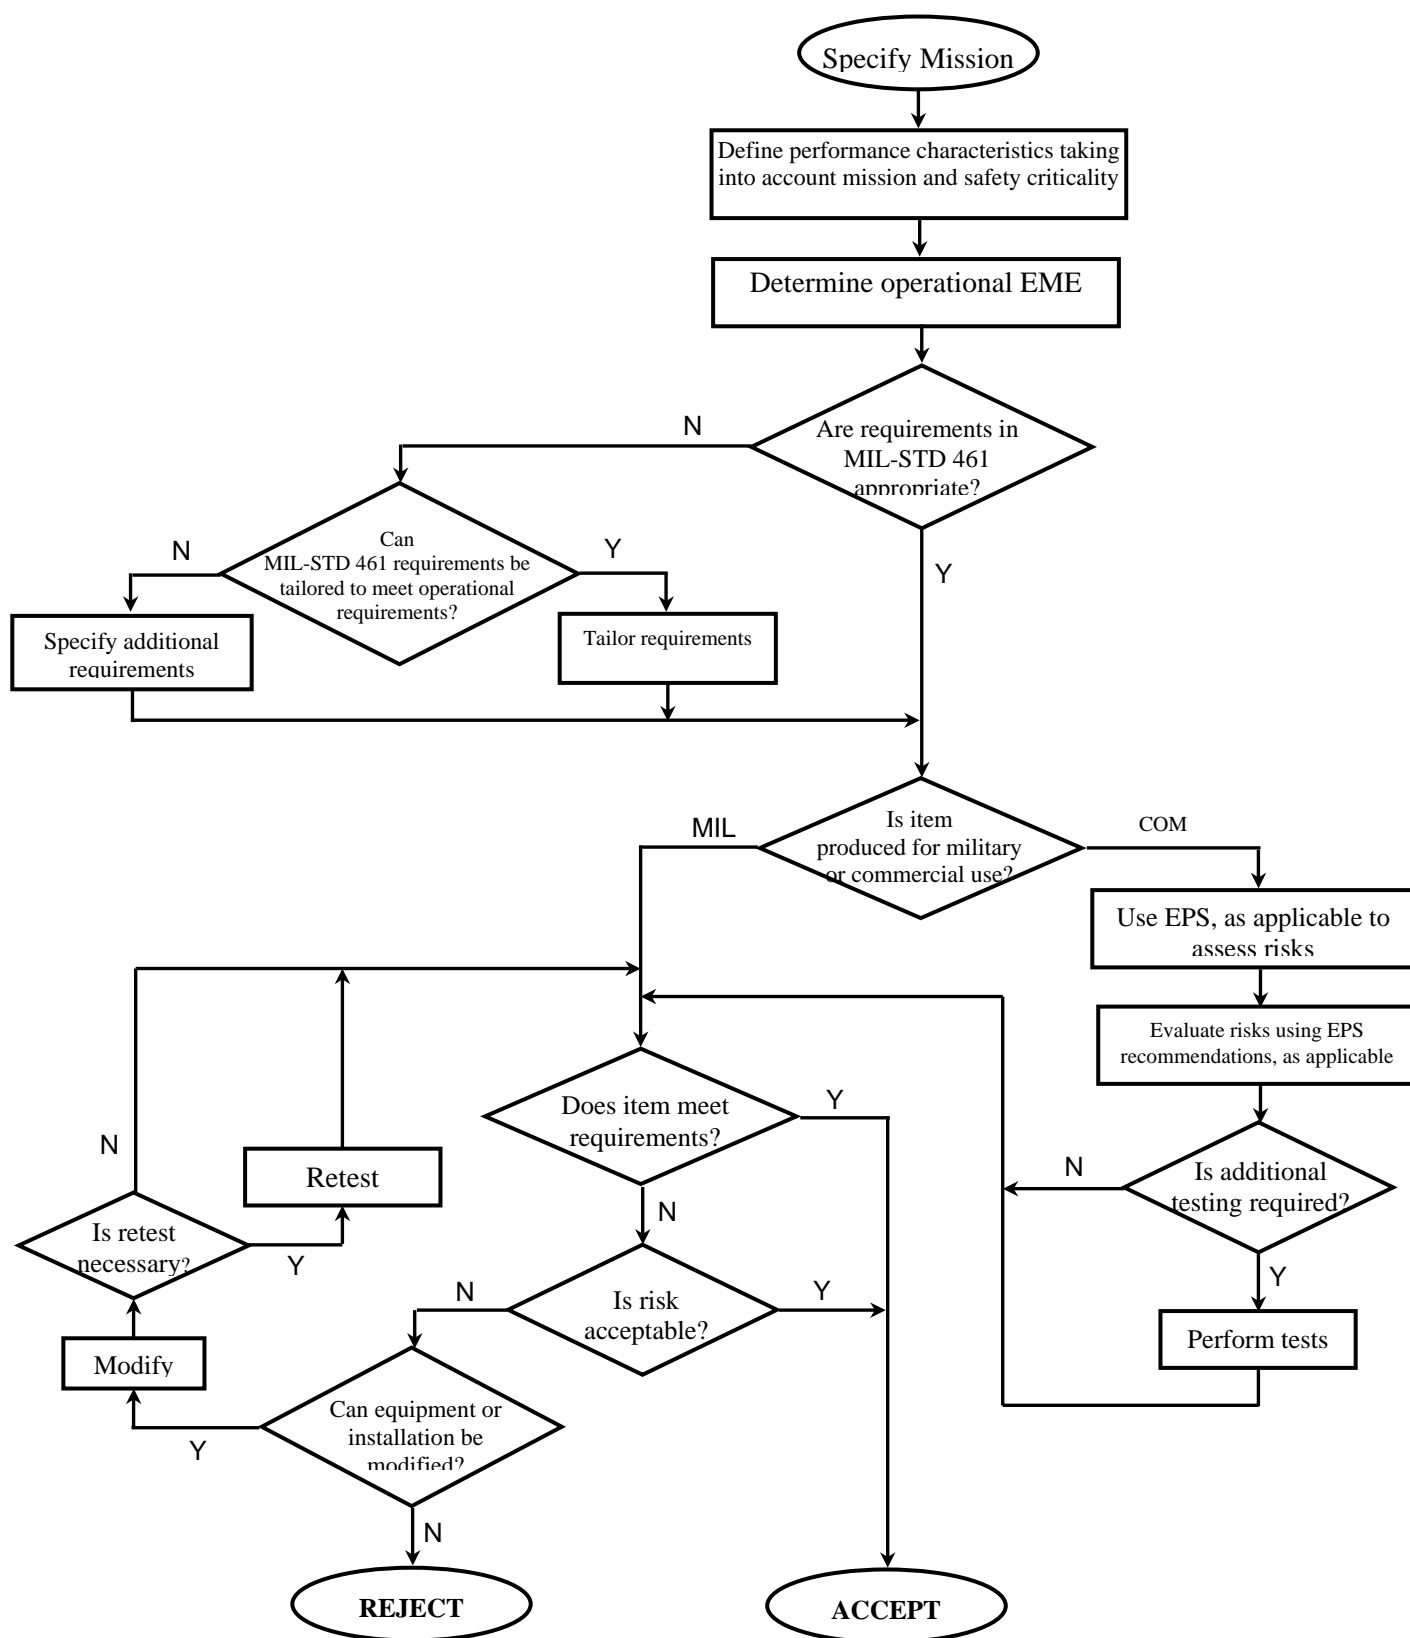 Specify Mission
Define performance characteristics taking
into account mission and safety criticality
Determine operational EME
N
Are requirements in
MIL-STD 461
appropriate?
Y
Can
MIL-STD 461 requirements be
tailored to meet operational
requirements?
N
Y
Specify additional
requirements
Tailor requirements
MIL
Is item
produced for military
or commercial use?
COM
Use EPS, as applicable to
assess risks
Evaluate risks using EPS
recommendations, as applicable
Does item meet
requirements?
Y
N
N
Is additional
testing required?
Y
Perform tests
N
Retest
Is retest
necessary?
Y
N
Is risk
acceptable?
Y
Modify
Y
Can equipment or
installation be
modified?
N
REJECT
ACCEPT